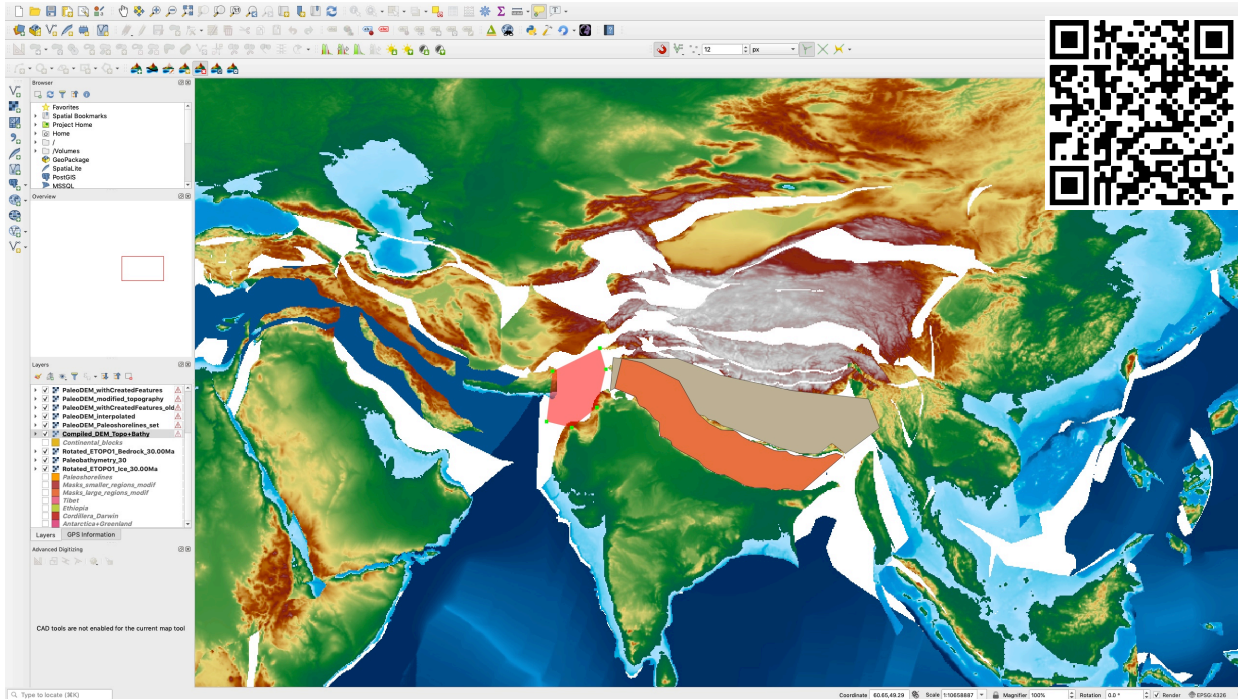 12
px
Browser
Favorites
Spatial Bookmarks
Project Home
Home
/
/Volumes
GeoPackage
SpatiaLite
PostGIS
MSSQL
Overview
Layers
PaleoDEM_withCreatedFeatures
PaleoDEM_modified_topography
PaleoDEM_withCreatedFeatures_old
PaleoDEM_interpolated
PaleoDEM_Paleoshorelines_set
Compiled_DEM_Topo+Bathy
Continental_blocks
Rotated_ETOPO1_Bedrock_30.00Ma
Paleobathymetry_30
Rotated_ETOPO1_Ice_30.00Ma
Paleoshorelines
Masks_smaller_regions_modif
Masks_large_regions_modif
Tibet
Ethiopia
Cordillera_Darwin
Antarctica+Greenland
Layers GPS Information
Advanced Digitizing
CAD tools are not enabled for the current map tool
Type to locate (⌘K)
Coordinate 60.65,49.29 Scale 1:10658887 Magnifier 100% Rotation 0.0 ° Render EPSG:4326